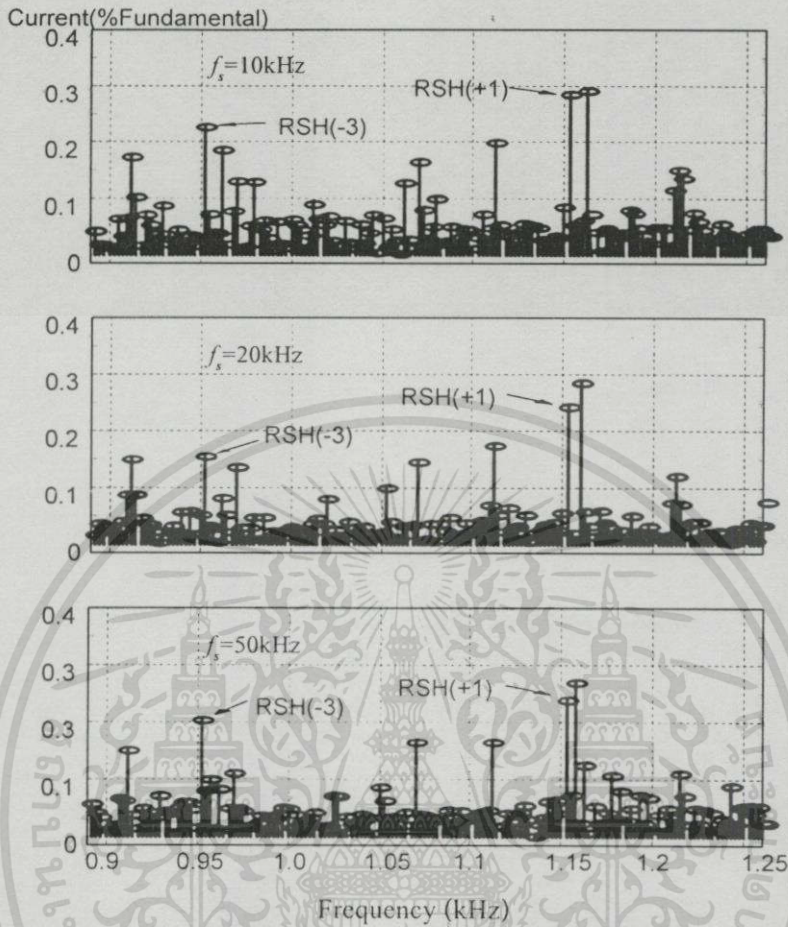 Current(%Fundamental)
0.4
fs=10kHz
RSH(+1)
0.3
RSH(-3)
0.2
0.1
0
0.4
fs=20kHz
0.3
RSH(+1)
RSH(-3)
0.2
0.1
0
0.4
fs=50kHz
0.3
RSH(+1)
RSH(-3)
0.3
0.1
0
0.9 0.95 1.0 1.05 1.1 1.15 1.2 1.25
Frequency (kHz)